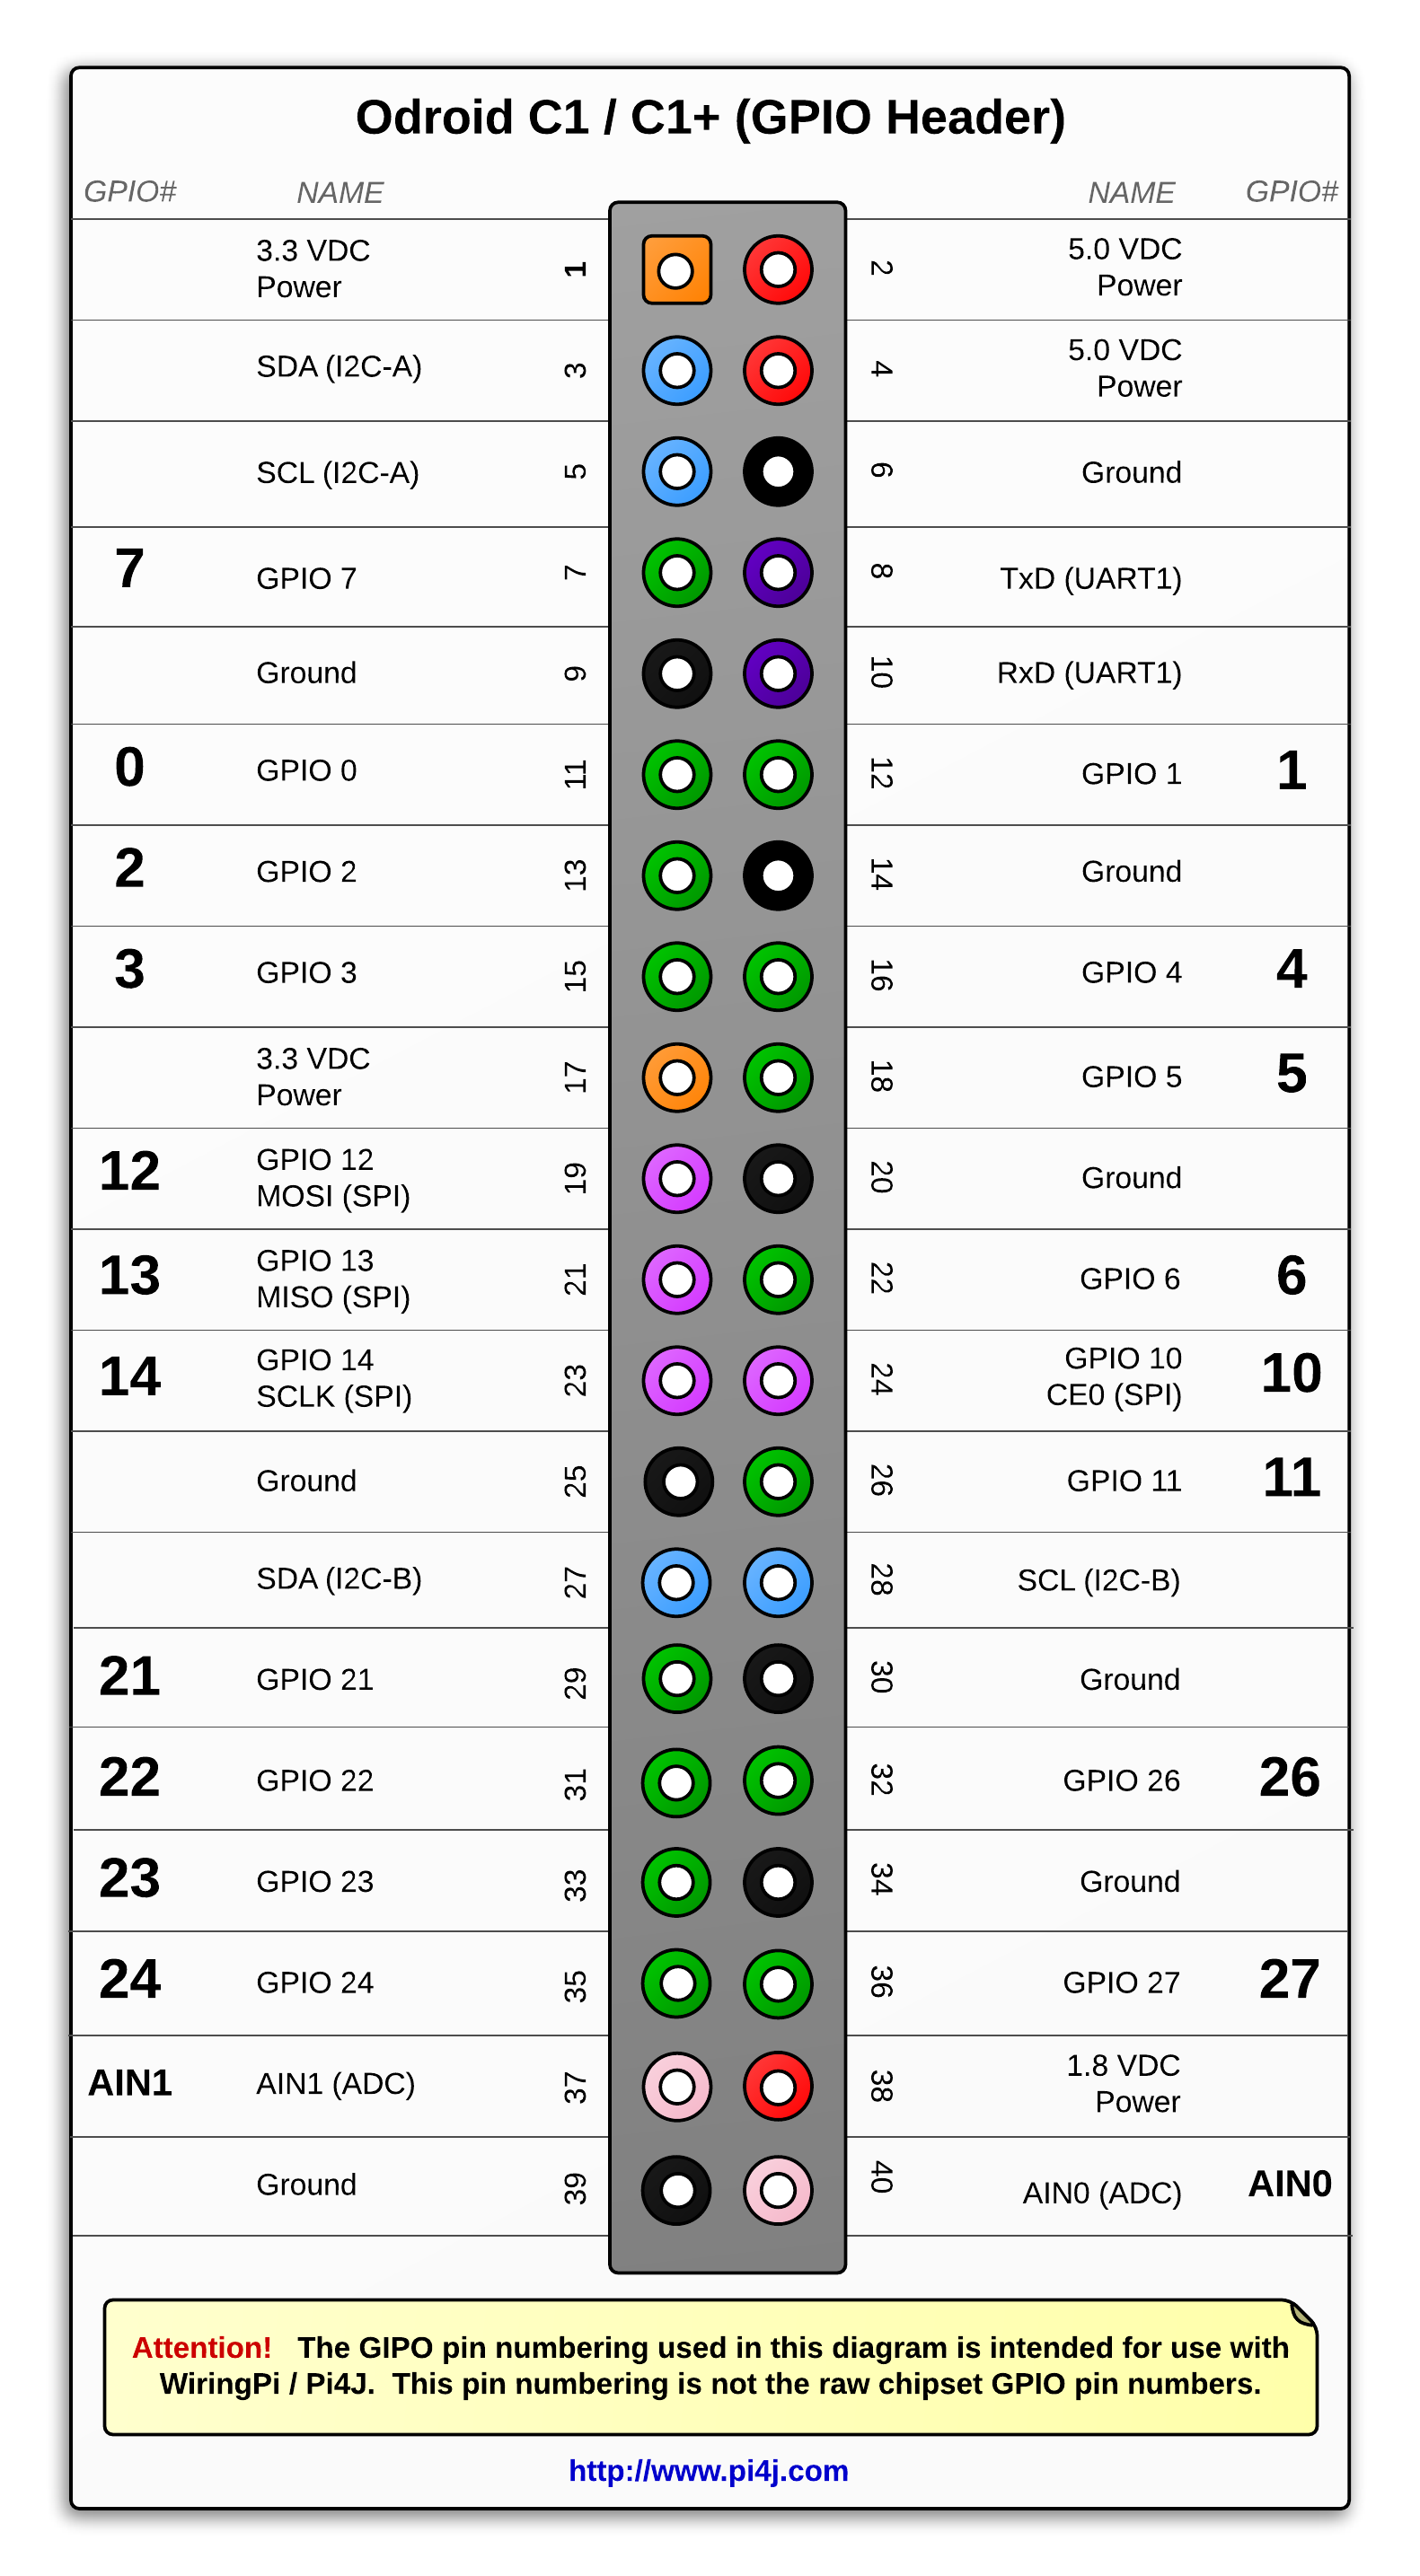 Odroid C1 / C1+ (GPIO Header)
GPIO# NAME NAME GPIO#
3.3 VDC
Power
1 2
5.0 VDC
Power
SDA (I2C-A) 3 4
5.0 VDC
Power
SCL (I2C-A) 5 6 Ground
7 GPIO 7 7 8 TxD (UART1)
Ground 9 10 RxD (UART1)
0 GPIO 0 11 12 GPIO 1 1
2 GPIO 2 13 14 Ground
3 GPIO 3 15 16 GPIO 4 4
3.3 VDC
Power
17 18 GPIO 5 5
12
GPIO 12
MOSI (SPI)
19 20 Ground
13
GPIO 13
MISO (SPI)
21 22 GPIO 6 6
14
GPIO 14
SCLK (SPI)
23 24
GPIO 10
CE0 (SPI)
10
Ground 25 26 GPIO 11 11
SDA (I2C-B) 27 28 SCL (I2C-B)
21 GPIO 21 29 30 Ground
22 GPIO 22 31 32 GPIO 26 26
23 GPIO 23 33 34 Ground
24 GPIO 24 35 36 GPIO 27 27
AIN1 AIN1 (ADC) 37 38
1.8 VDC
Power
Ground 39 40 AIN0 (ADC) AIN0
Attention! The GIPO pin numbering used in this diagram is intended for use with
WiringPi / Pi4J. This pin numbering is not the raw chipset GPIO pin numbers.
http://www.pi4j.com